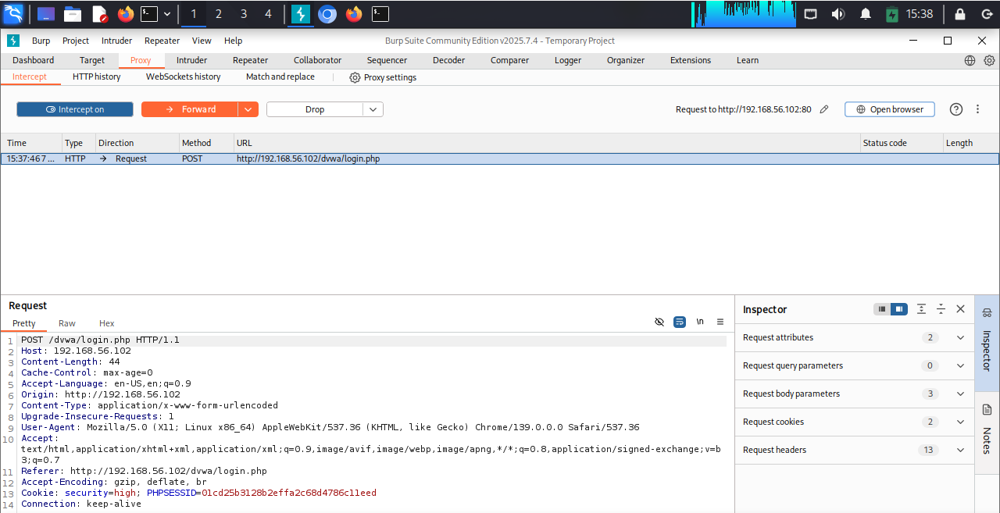 1 2 3 4 15:38
Burp Project Intruder Repeater View Help Burp Suite Community Edition v2025.7.4 - Temporary Project
Dashboard Target Proxy Intruder Repeater Collaborator Sequencer Decoder Comparer Logger Organizer Extensions Learn
Intercept HTTP history WebSockets history Match and replace Proxy settings
Intercept on Forward Drop Request to http://192.168.56.102:80 Open browser
Time Type Direction Method URL Status code Length
15:37:46 7 ... HTTP → Request POST http://192.168.56.102/dvwa/login.php
Request
Pretty Raw Hex \n
1 POST /dvwa/login.php HTTP/1.1
2 Host: 192.168.56.102
3 Content-Length: 44
4 Cache-Control: max-age=0
5 Accept-Language: en-US,en;q=0.9
6 Origin: http://192.168.56.102
7 Content-Type: application/x-www-form-urlencoded
8 Upgrade-Insecure-Requests: 1
9 User-Agent: Mozilla/5.0 (X11; Linux x86_64) AppleWebKit/537.36 (KHTML, like Gecko) Chrome/139.0.0.0 Safari/537.36
10 Accept:
text/html,application/xhtml+xml,application/xml;q=0.9,image/avif,image/webp,image/apng,*/*;q=0.8,application/signed-exchange;v=b
3;q=0.7
11 Referer: http://192.168.56.102/dvwa/login.php
12 Accept-Encoding: gzip, deflate, br
13 Cookie: security=high; PHPSESSID=01cd25b3128b2effa2c68d4786c11eed
14 Connection: keep-alive
Inspector
Request attributes 2
Request query parameters 0
Request body parameters 3
Request cookies 2
Request headers 13
Inspector
Notes